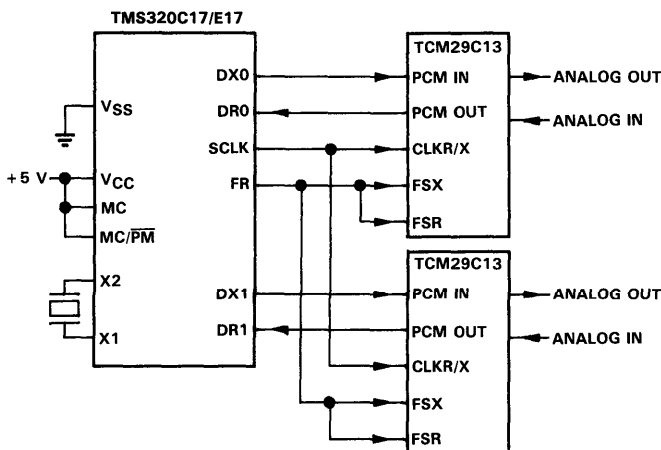 TMS320C17/E17
VSS
+5 V
VCC
MC
MC/PM
X2
X1
DX0
DR0
SCLK
FR
DX1
DR1
TCM29C13
PCM IN
PCM OUT
CLKR/X
FSX
FSR
ANALOG OUT
ANALOG IN
TCM29C13
PCM IN
PCM OUT
CLKR/X
FSX
FSR
ANALOG OUT
ANALOG IN